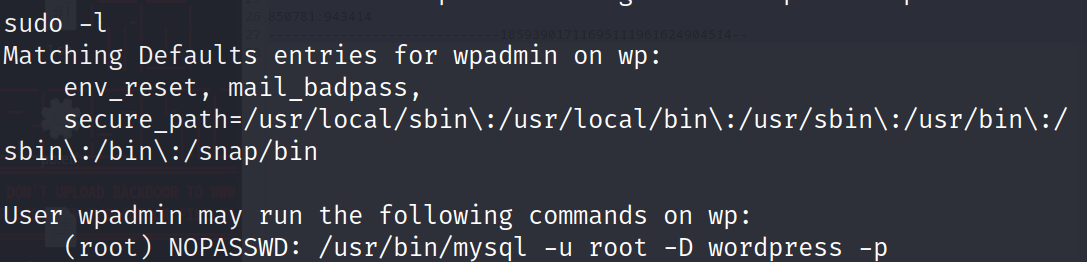 sudo -l
Matching Defaults entries for wpadmin on wp:
    env_reset, mail_badpass,
    secure_path=/usr/local/sbin\:/usr/local/bin\:/usr/sbin\:/usr/bin\:/
sbin\:/bin\:/snap/bin

User wpadmin may run the following commands on wp:
    (root) NOPASSWD: /usr/bin/mysql -u root -D wordpress -p